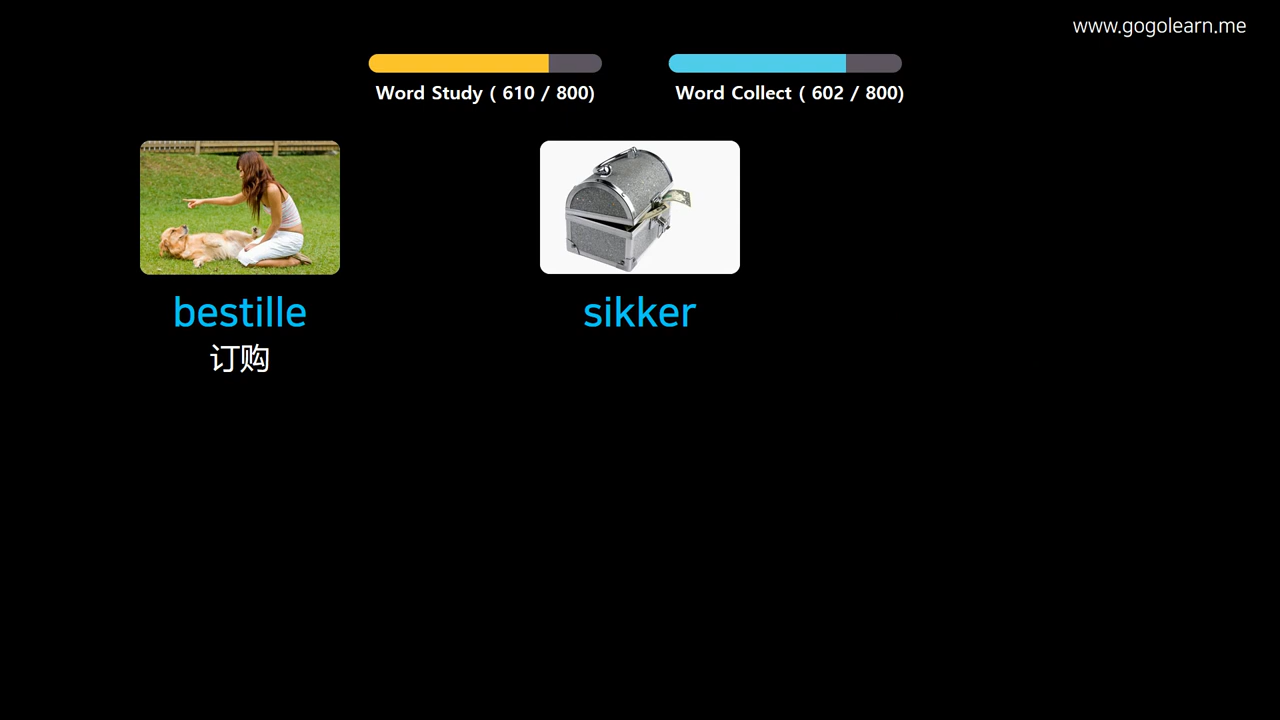 www.gogolearn.me
Word Study ( 610 / 800)
Word Collect ( 602 / 800)
bestille
订购
sikker